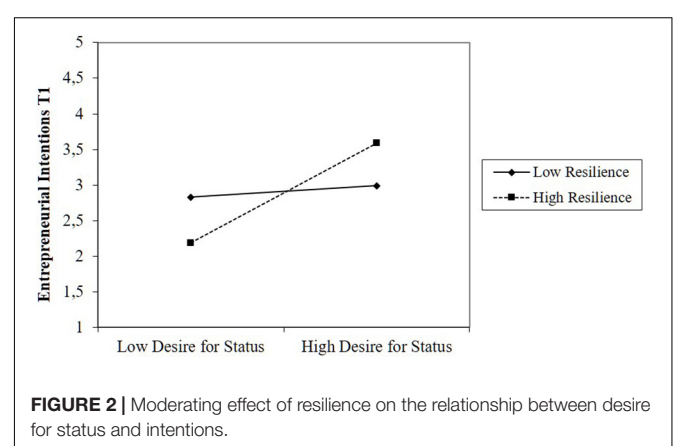 5
4,5
4
3,5
3
2,5
2
1,5
1
Entrepreneurial Intentions T1
Low Desire for Status High Desire for Status
Low Resilience
High Resilience
FIGURE 2 | Moderating effect of resilience on the relationship between desire
for status and intentions.